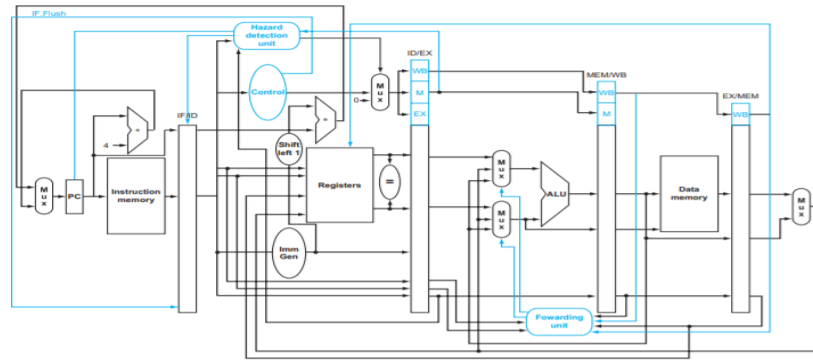 IF.Flush
Hazard
detection
unit
ID/EX
WB
M
EX
Control
0
M
u
x
MEM/WB
WB
M
EX/MEM
WB
IF/ID
+
4
+
Shift
left 1
M
u
x
PC
Instruction
memory
Registers
=
M
u
x
M
u
x
ALU
Data
memory
M
u
x
Imm
Gen
Fowarding
unit